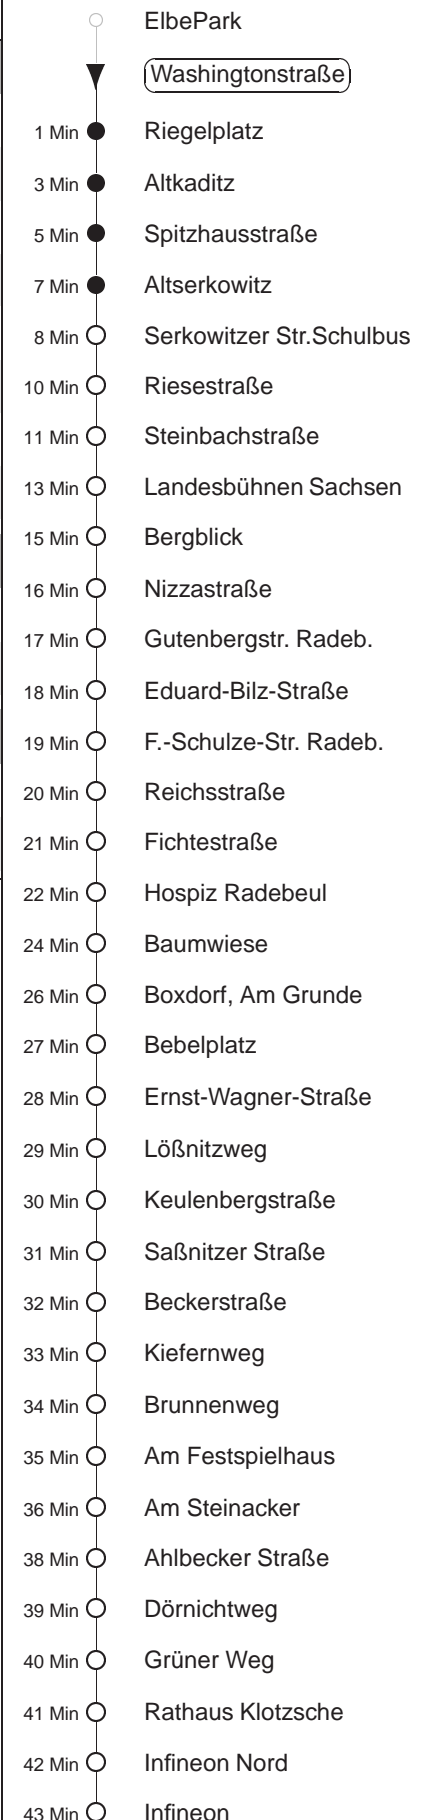 ElbePark
Washingtonstraße
1 Min Riegelplatz
3 Min Altkaditz
5 Min Spitzhausstraße
7 Min Altserkowitz
8 Min Serkowitzer Str.Schulbus
10 Min Riesestraße
11 Min Steinbachstraße
13 Min Landesbühnen Sachsen
15 Min Bergblick
16 Min Nizzastraße
17 Min Gutenbergstr. Radeb.
18 Min Eduard-Bilz-Straße
19 Min F.-Schulze-Str. Radeb.
20 Min Reichsstraße
21 Min Fichtestraße
22 Min Hospiz Radebeul
24 Min Baumwiese
26 Min Boxdorf, Am Grunde
27 Min Bebelplatz
28 Min Ernst-Wagner-Straße
29 Min Lößnitzweg
30 Min Keulenbergstraße
31 Min Saßnitzer Straße
32 Min Beckerstraße
33 Min Kiefernweg
34 Min Brunnenweg
35 Min Am Festspielhaus
36 Min Am Steinacker
38 Min Ahlbecker Straße
39 Min Dörnichtweg
40 Min Grüner Weg
41 Min Rathaus Klotzsche
42 Min Infineon Nord
43 Min Infineon